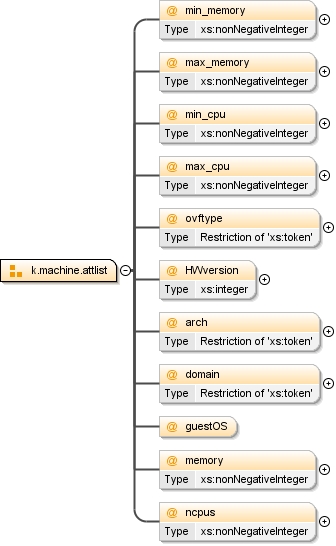 @ min_memory
Type xs:nonNegativeInteger
@ max_memory
Type xs:nonNegativeInteger
@ min_cpu
Type xs:nonNegativeInteger
@ max_cpu
Type xs:nonNegativeInteger
@ ovftype
Type Restriction of 'xs:token'
k.machine.attlist
@ HWversion
Type xs:integer
@ arch
Type Restriction of 'xs:token'
@ domain
Type Restriction of 'xs:token'
@ guestOS
@ memory
Type xs:nonNegativeInteger
@ ncpus
Type xs:nonNegativeInteger